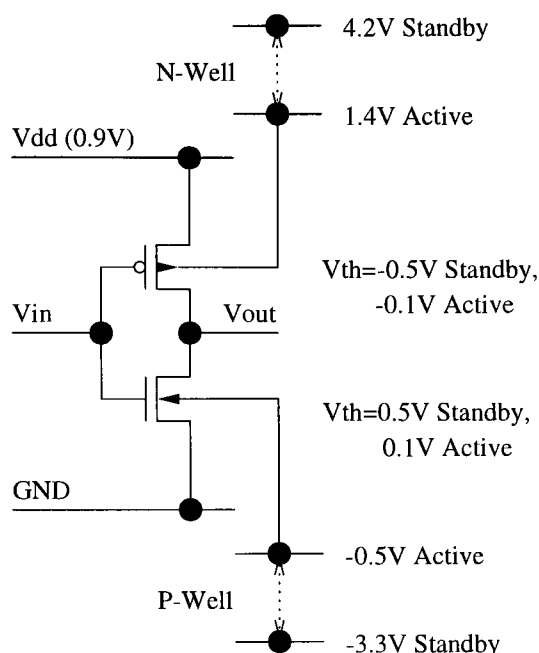 4.2V Standby
N-Well
1.4V Active
Vdd (0.9V)
Vth=-0.5V Standby,
-0.1V Active
Vin
Vout
Vth=0.5V Standby,
0.1V Active
GND
-0.5V Active
P-Well
-3.3V Standby